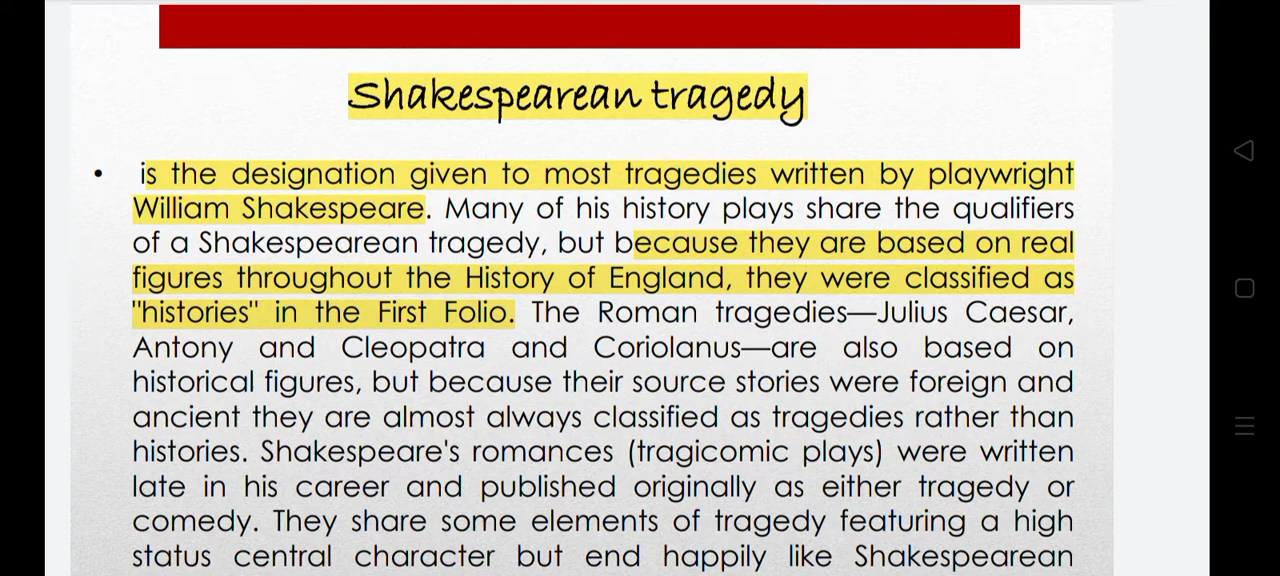 Shakespearean tragedy
• is the designation given to most tragedies written by playwright
William Shakespeare. Many of his history plays share the qualifiers
of a Shakespearean tragedy, but because they are based on real
figures throughout the History of England, they were classified as
"histories" in the First Folio. The Roman tragedies—Julius Caesar,
Antony and Cleopatra and Coriolanus—are also based on
historical figures, but because their source stories were foreign and
ancient they are almost always classified as tragedies rather than
histories. Shakespeare's romances (tragicomic plays) were written
late in his career and published originally as either tragedy or
comedy. They share some elements of tragedy featuring a high
status central character but end happily like Shakespearean